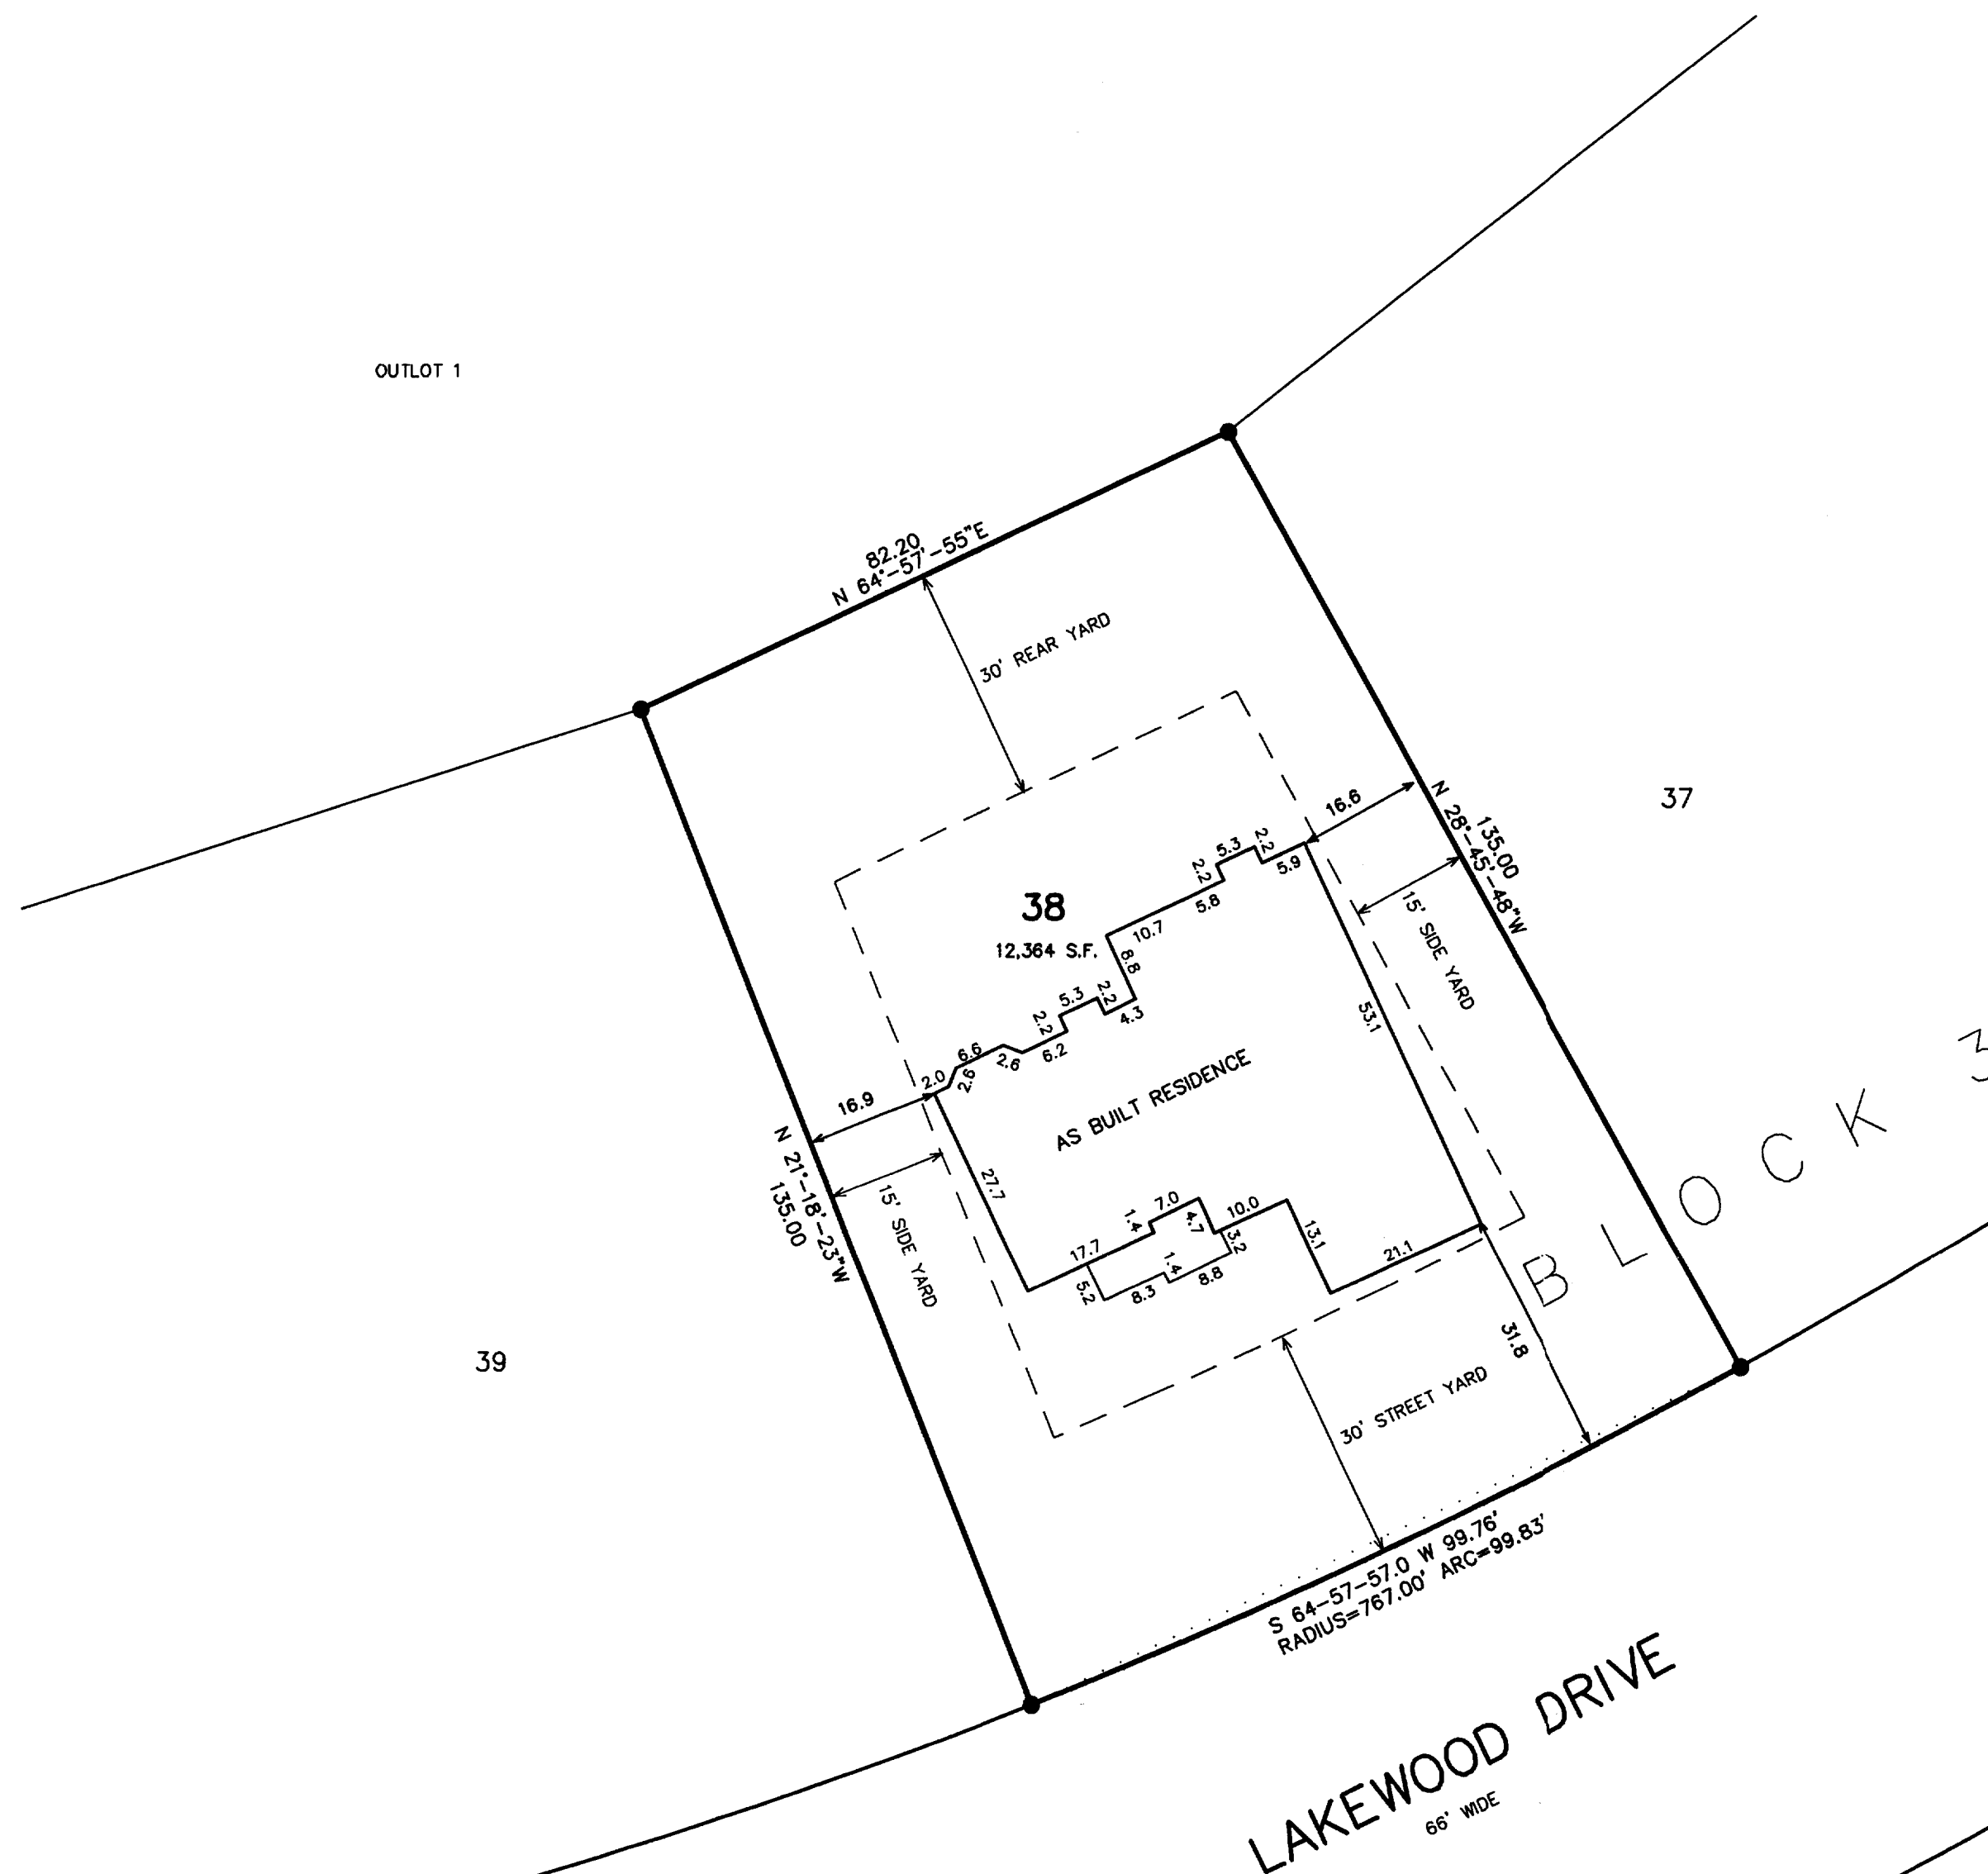 OUTLOT 1
82.20
N 64°-57'-55"E
30' REAR YARD
16.6
N 28°-45'-48"W
135.00
37
15' SIDE YARD
38
12,364 S.F.
2.2
5.3
2.2
5.9
5.8
10.7
8.8
5.3
2.2
2.2
4.3
6.2
6.6
2.6
2.0
2.6
53.1
16.9
AS BUILT RESIDENCE
N 21°-18'-23"W
135.00
15' SIDE YARD
27.7
17.7
1.4
7.0
4.7
10.0
3.2
13.1
21.1
5.2
8.3
1.4
8.8
31.8
39
BLOCK 3
30' STREET YARD
S 64-57-57.0 W 99.76'
RADIUS=767.00' ARC=99.83'
LAKEWOOD DRIVE
66' WIDE